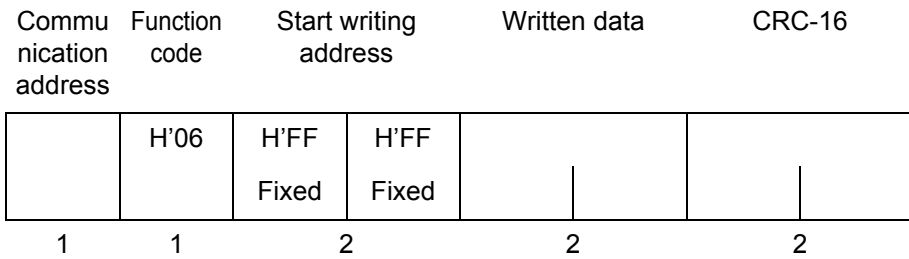 Commu Function Start writing Written data CRC-16
nication code address
address
H'06 H'FF H'FF
Fixed Fixed
1 1 2 2 2